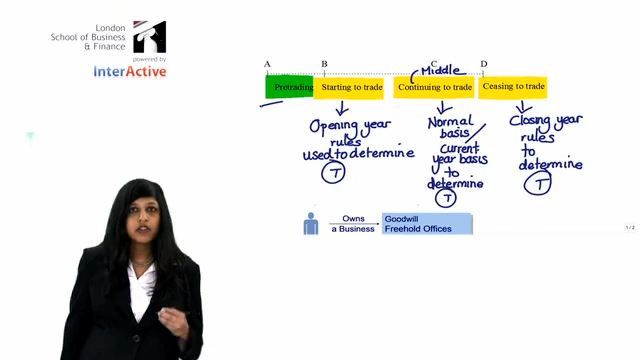 London
School of Business
& Finance
powered by
InterActive
A B C D
Middle
Pretrading Starting to trade Continuing to trade Ceasing to trade
Opening year
rules
used to determine
T
Normal
basis
current
year basis
to
determine
T
Closing year
rules
to
determine
T
Owns
a Business
Goodwill
Freehold Offices
1 / 2